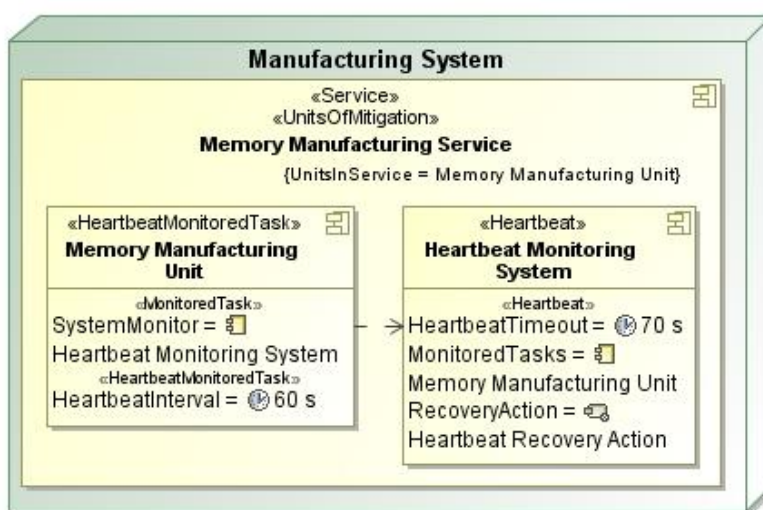 Manufacturing System
«Service»
«UnitsOfMitigation»
Memory Manufacturing Service
{UnitsInService = Memory Manufacturing Unit}
«HeartbeatMonitoredTask»
Memory Manufacturing
Unit
«MonitoredTask»
SystemMonitor =
Heartbeat Monitoring System
«HeartbeatMonitoredTask»
HeartbeatInterval = 60 s
«Heartbeat»
Heartbeat Monitoring
System
«Heartbeat»
HeartbeatTimeout = 70 s
MonitoredTasks =
Memory Manufacturing Unit
RecoveryAction =
Heartbeat Recovery Action